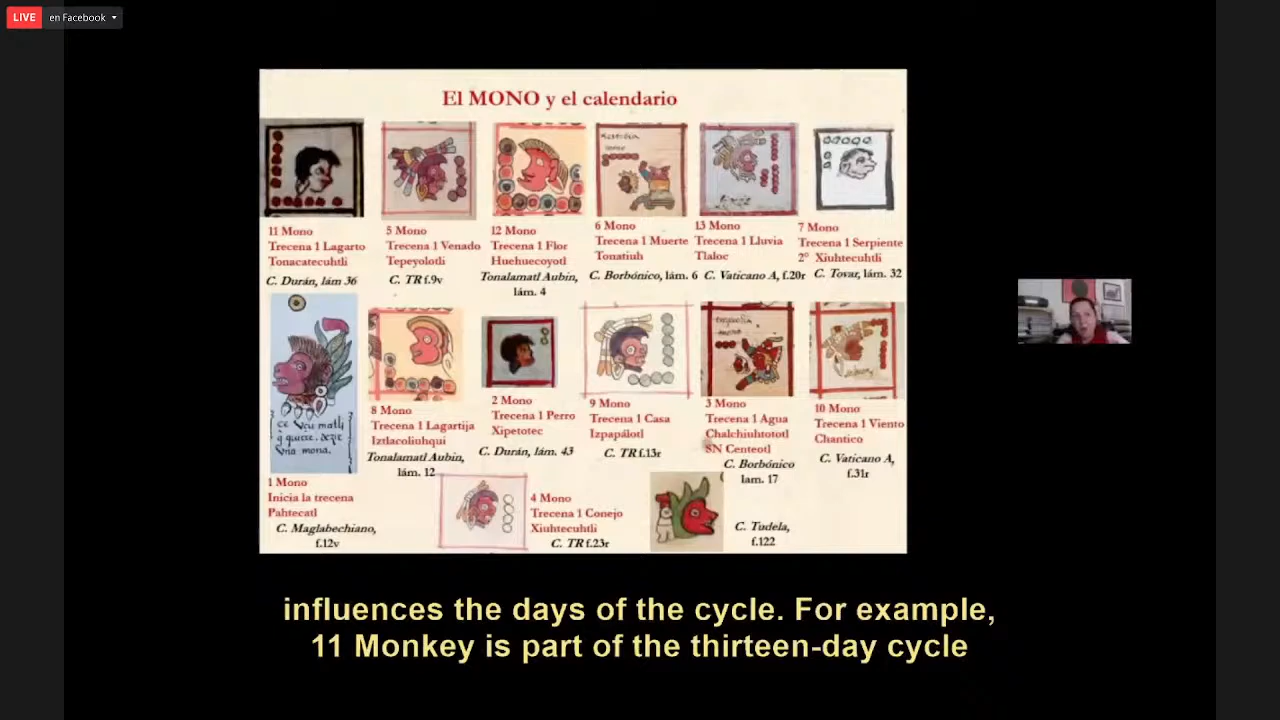 LIVE
en Facebook
El MONO y el calendario
11 Mono
Trecena 1 Lagarto
Tonacatecuhtli
C. Durán, lám 36
5 Mono
Trecena 1 Venado
Tepeyolotli
C. TR f.9v
12 Mono
Trecena 1 Flor
Huehuecoyotl
Tonalamatl Aubin,
lám. 4
6 Mono
Trecena 1 Muerte
Tonatiuh
C. Borbónico, lám. 6
13 Mono
Trecena 1 Lluvia
Tlaloc
C. Vaticano A, f.20r
7 Mono
Trecena 1 Serpiente
2° Xiuhtecuhtli
C. Tovar, lám. 32
1 Mono
Inicia la trecena
Pahtecatl
C. Maglabechiano,
f.12v
8 Mono
Trecena 1 Lagartija
Iztlacoliuhqui
Tonalamatl Aubin,
lám. 12
2 Mono
Trecena 1 Perro
Xipetotec
C. Durán, lám. 43
9 Mono
Trecena 1 Casa
Izpapálotl
C. TR f.13r
3 Mono
Trecena 1 Agua
Chalchiuhtototl
SN Centeotl
C. Borbónico
lam. 17
10 Mono
Trecena 1 Viento
Chantico
C. Vaticano A,
f.31r
4 Mono
Trecena 1 Conejo
Xiuhtecuhtli
C. TR f.23r
C. Tudela,
f.122
influences the days of the cycle. For example,
11 Monkey is part of the thirteen-day cycle